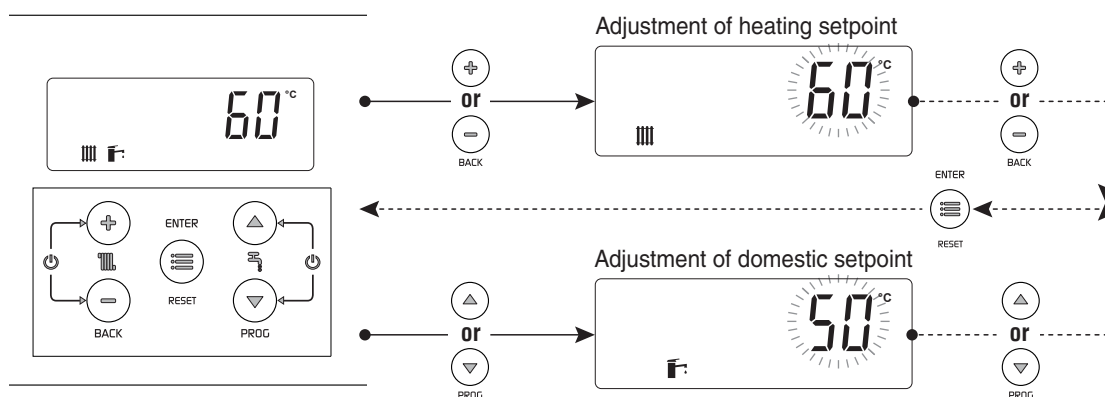 Adjustment of heating setpoint
60 °C
or
BACK
60 °C
or
BACK
ENTER
RESET
ENTER
RESET
BACK
PROG
Adjustment of domestic setpoint
or
PROG
50 °C
or
PROG